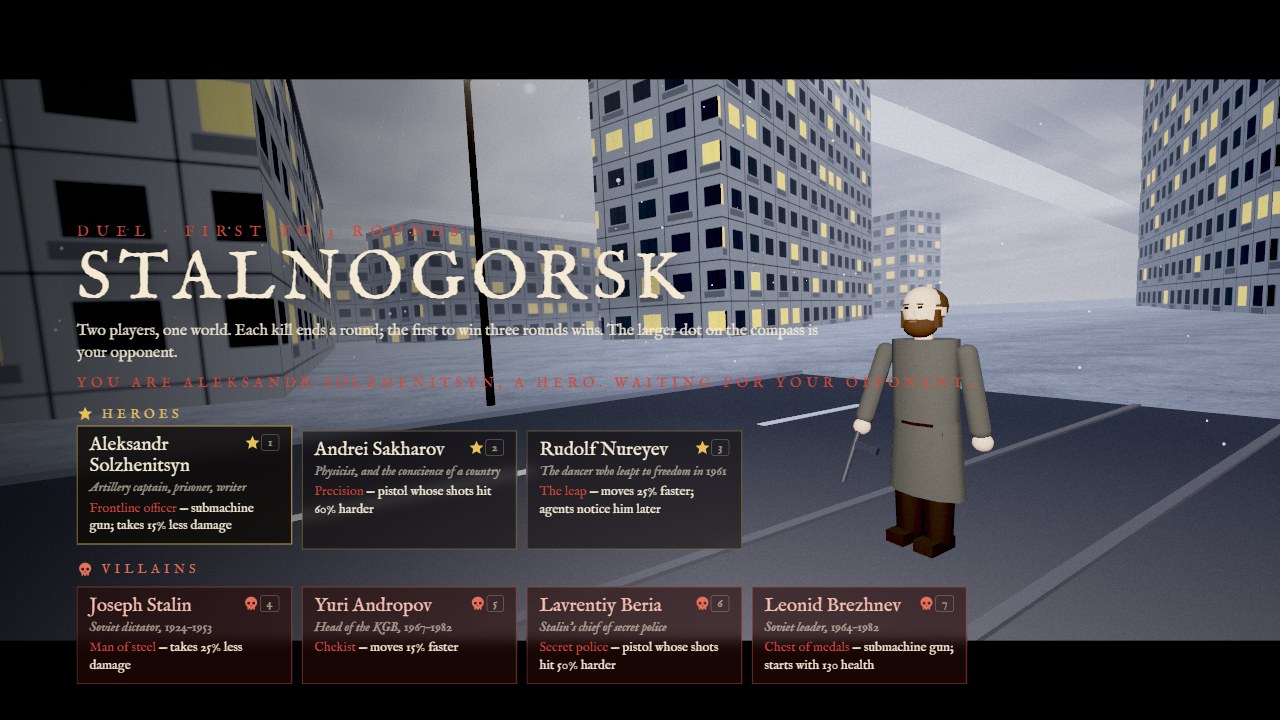 DUEL · FIRST TO 3 ROUNDS
STALNOGORSK
Two players, one world. Each kill ends a round; the first to win three rounds wins. The larger dot on the compass is
your opponent.
YOU ARE ALEKSANDR SOLZHENITSYN, A HERO. WAITING FOR YOUR OPPONENT…
HEROES
Aleksandr
Solzhenitsyn
1
Artillery captain, prisoner, writer
Frontline officer — submachine
gun; takes 15% less damage
Andrei Sakharov
2
Physicist, and the conscience of a country
Precision — pistol whose shots hit
60% harder
Rudolf Nureyev
3
The dancer who leapt to freedom in 1961
The leap — moves 25% faster;
agents notice him later
VILLAINS
Joseph Stalin
4
Soviet dictator, 1924–1953
Man of steel — takes 25% less
damage
Yuri Andropov
5
Head of the KGB, 1967–1982
Chekist — moves 15% faster
Lavrentiy Beria
6
Stalin's chief of secret police
Secret police — pistol whose shots
hit 50% harder
Leonid Brezhnev
7
Soviet leader, 1964–1982
Chest of medals — submachine gun;
starts with 130 health